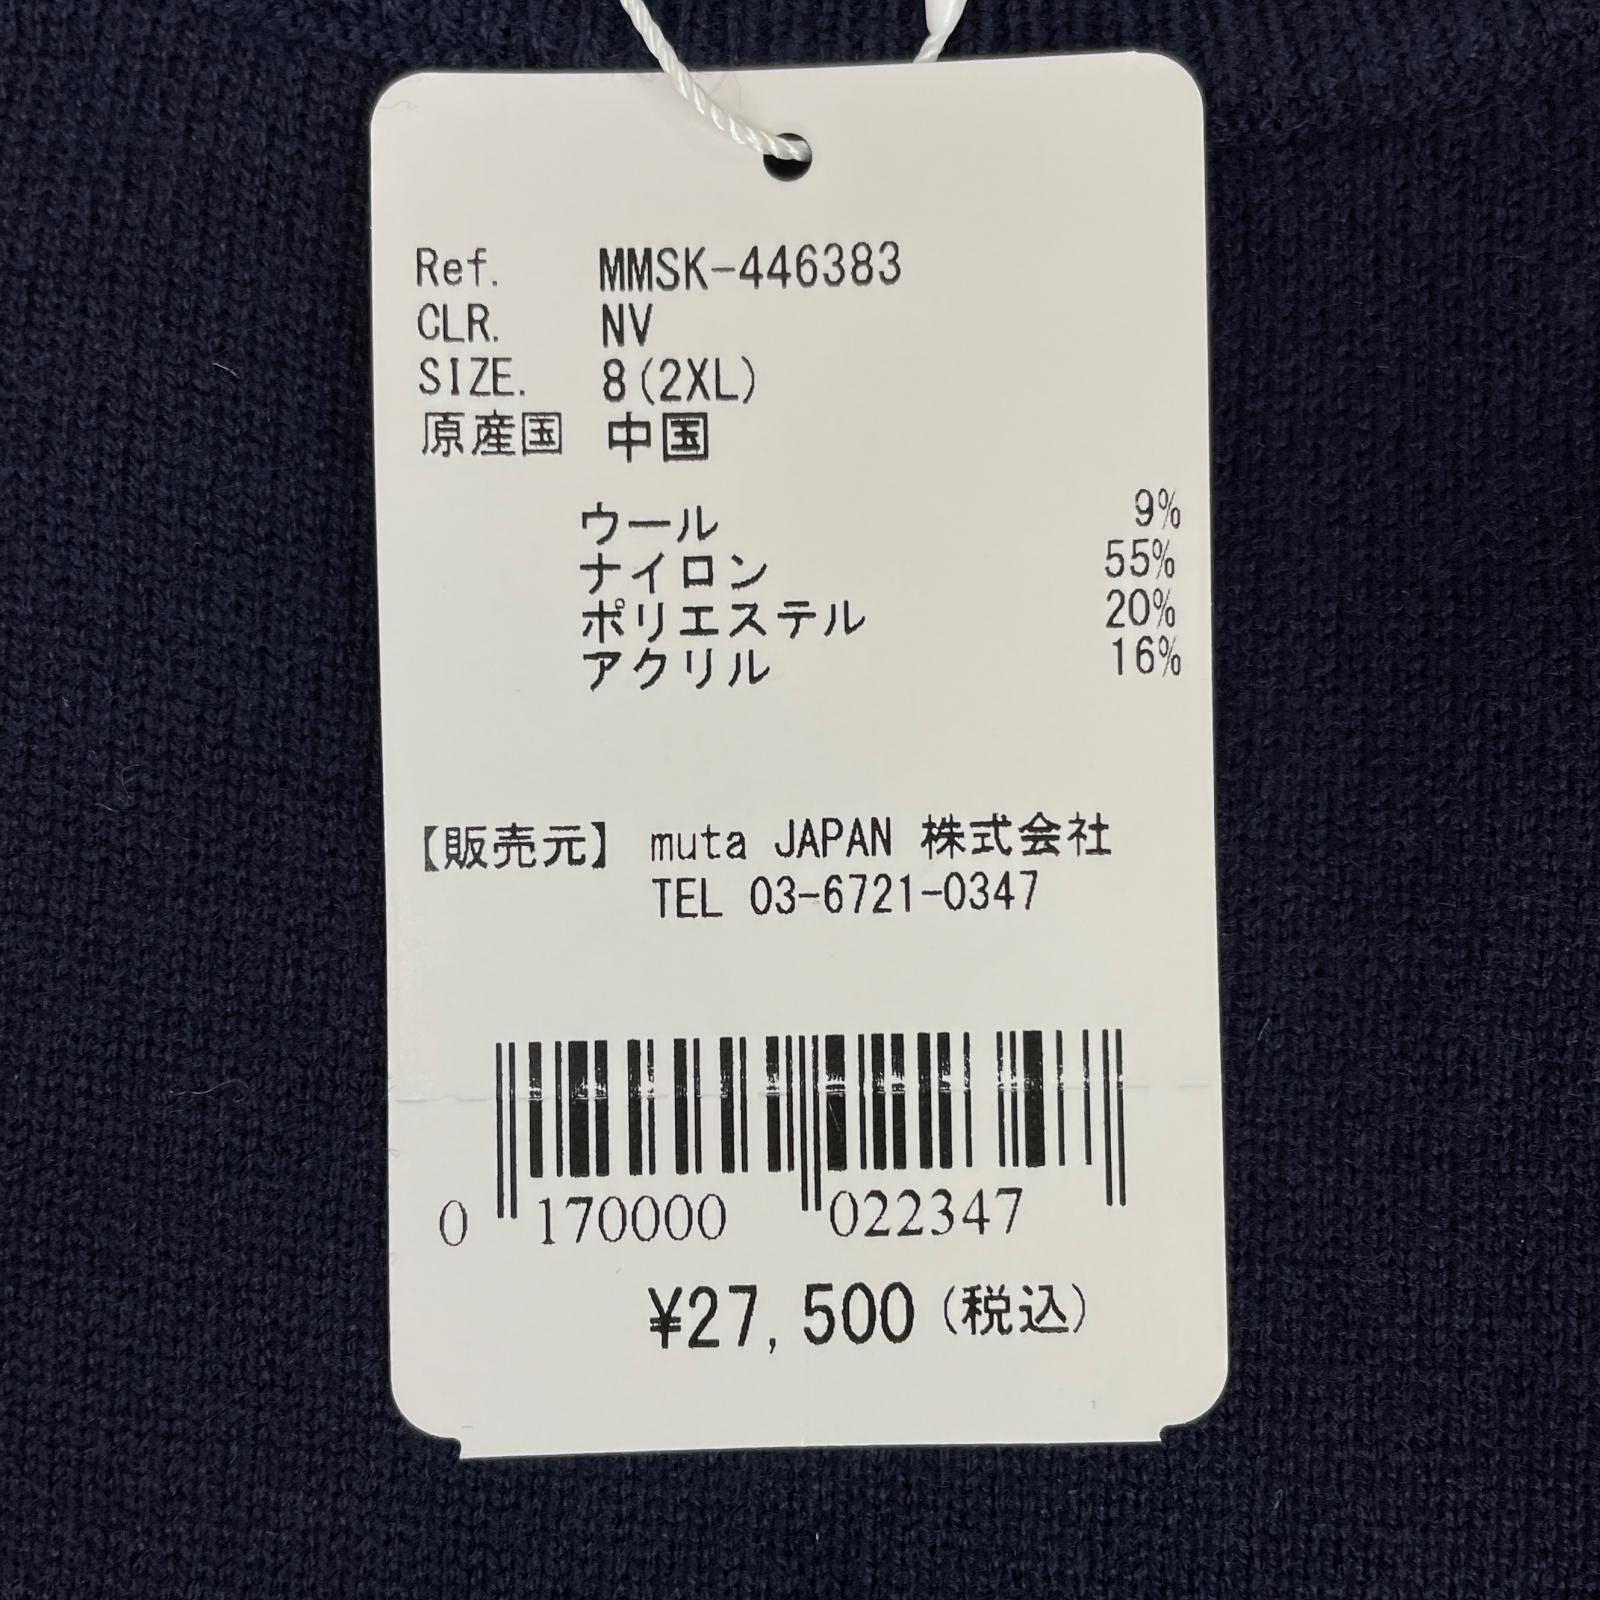 Ref. MMSK-446383
CLR. NV
SIZE. 8(2XL)
原産国 中国
ウール 9%
ナイロン 55%
ポリエステル 20%
アクリル 16%
【販売元】 muta JAPAN 株式会社
TEL 03-6721-0347
0 170000 022347
¥27,500(税込)